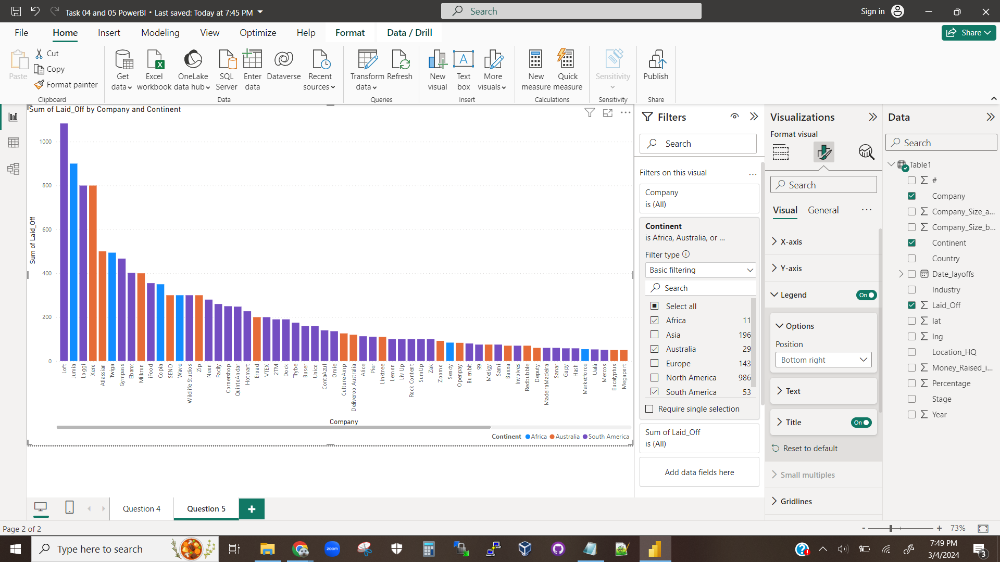 Task 04 and 05 PowerBI • Last saved: Today at 7:45 PM
Search
Sign in
File
Home
Insert
Modeling
View
Optimize
Help
Format
Data / Drill
Share
Paste
Cut
Copy
Format painter
Clipboard
Get data
Excel workbook
OneLake data hub
SQL Server
Enter data
Dataverse
Recent sources
Data
Transform data
Refresh
Queries
New visual
Text box
More visuals
Insert
New measure
Quick measure
Calculations
Sensitivity
Sensitivity
Publish
Share
Sum of Laid_Off by Company and Continent
Sum of Laid_Off
1000
800
600
400
200
0
Loft
Jumia
Loggi
Xero
Atlassian
Twiga
Gympass
Ebanx
Milkrun
iFood
Copia
SEND
Wave
Wildlife Studios
Zip
Neon
Facily
Cornershop
QuintoAndar
Hotmart
Eroad
VTEX
2TM
Dock
Trybe
Buser
Unico
ContaAzul
Omie
Culture Amp
Deliveroo Australia
Alice
Pier
Linktree
Lemon
Liv Up
Rock Content
SumUp
Zak
Zoomo
Sendy
Openpay
Buenbit
99
Metigy
Sami
Banxa
Involves
Redbubble
Deputy
MadeiraMadeira
Sanar
Gupy
Hash
Marketforce
Ualá
Mercos
Eucalyptus
Megaport
Company
Continent Africa Australia South America
Filters
Search
Filters on this visual
Company
is (All)
Continent
is Africa, Australia, or ...
Filter type
Basic filtering
Search
Select all
Africa 11
Asia 196
Australia 29
Europe 143
North America 986
South America 53
Require single selection
Sum of Laid_Off
is (All)
Add data fields here
Visualizations
Format visual
Search
Visual General
X-axis
Y-axis
Legend On
Options
Position
Bottom right
Text
Title On
Reset to default
Small multiples
Gridlines
Data
Search
Table1
#
Company
Company_Size_a...
Company_Size_b...
Continent
Country
Date_layoffs
Industry
Laid_Off
lat
lng
Location_HQ
Money_Raised_i...
Percentage
Stage
Year
Question 4
Question 5
+
Page 2 of 2
- + 73%
Type here to search
zoom
7:49 PM
3/4/2024
3